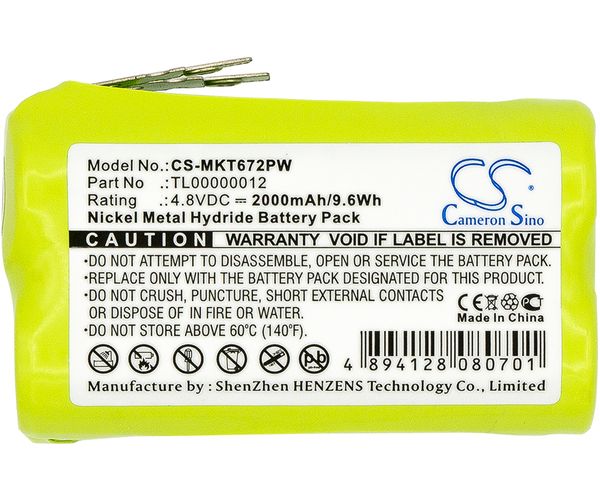 Model No.:CS-MKT672PW
Part No :TL00000012
Rating :4.8VDC ⎓ 2000mAh/9.6Wh
Nickel Metal Hydride Battery Pack
CS
Cameron Sino
CAUTION WARRANTY VOID IF LABEL IS REMOVED
•DO NOT ATTEMPT TO DISASSEMBLE, OPEN OR SERVICE THE BATTERY PACK.
•REPLACE ONLY WITH THE BATTERY PACK DESIGNATED FOR THIS PRODUCT.
•DO NOT CRUSH, PUNCTURE, SHORT EXTERNAL CONTACTS
OR DISPOSE OF IN FIRE OR WATER.
•DO NOT STORE ABOVE 60°C (140°F)
CE
Pb
4 894128 080701
Manufactured by : ShenZhen HENZENS Technology Co., Limited